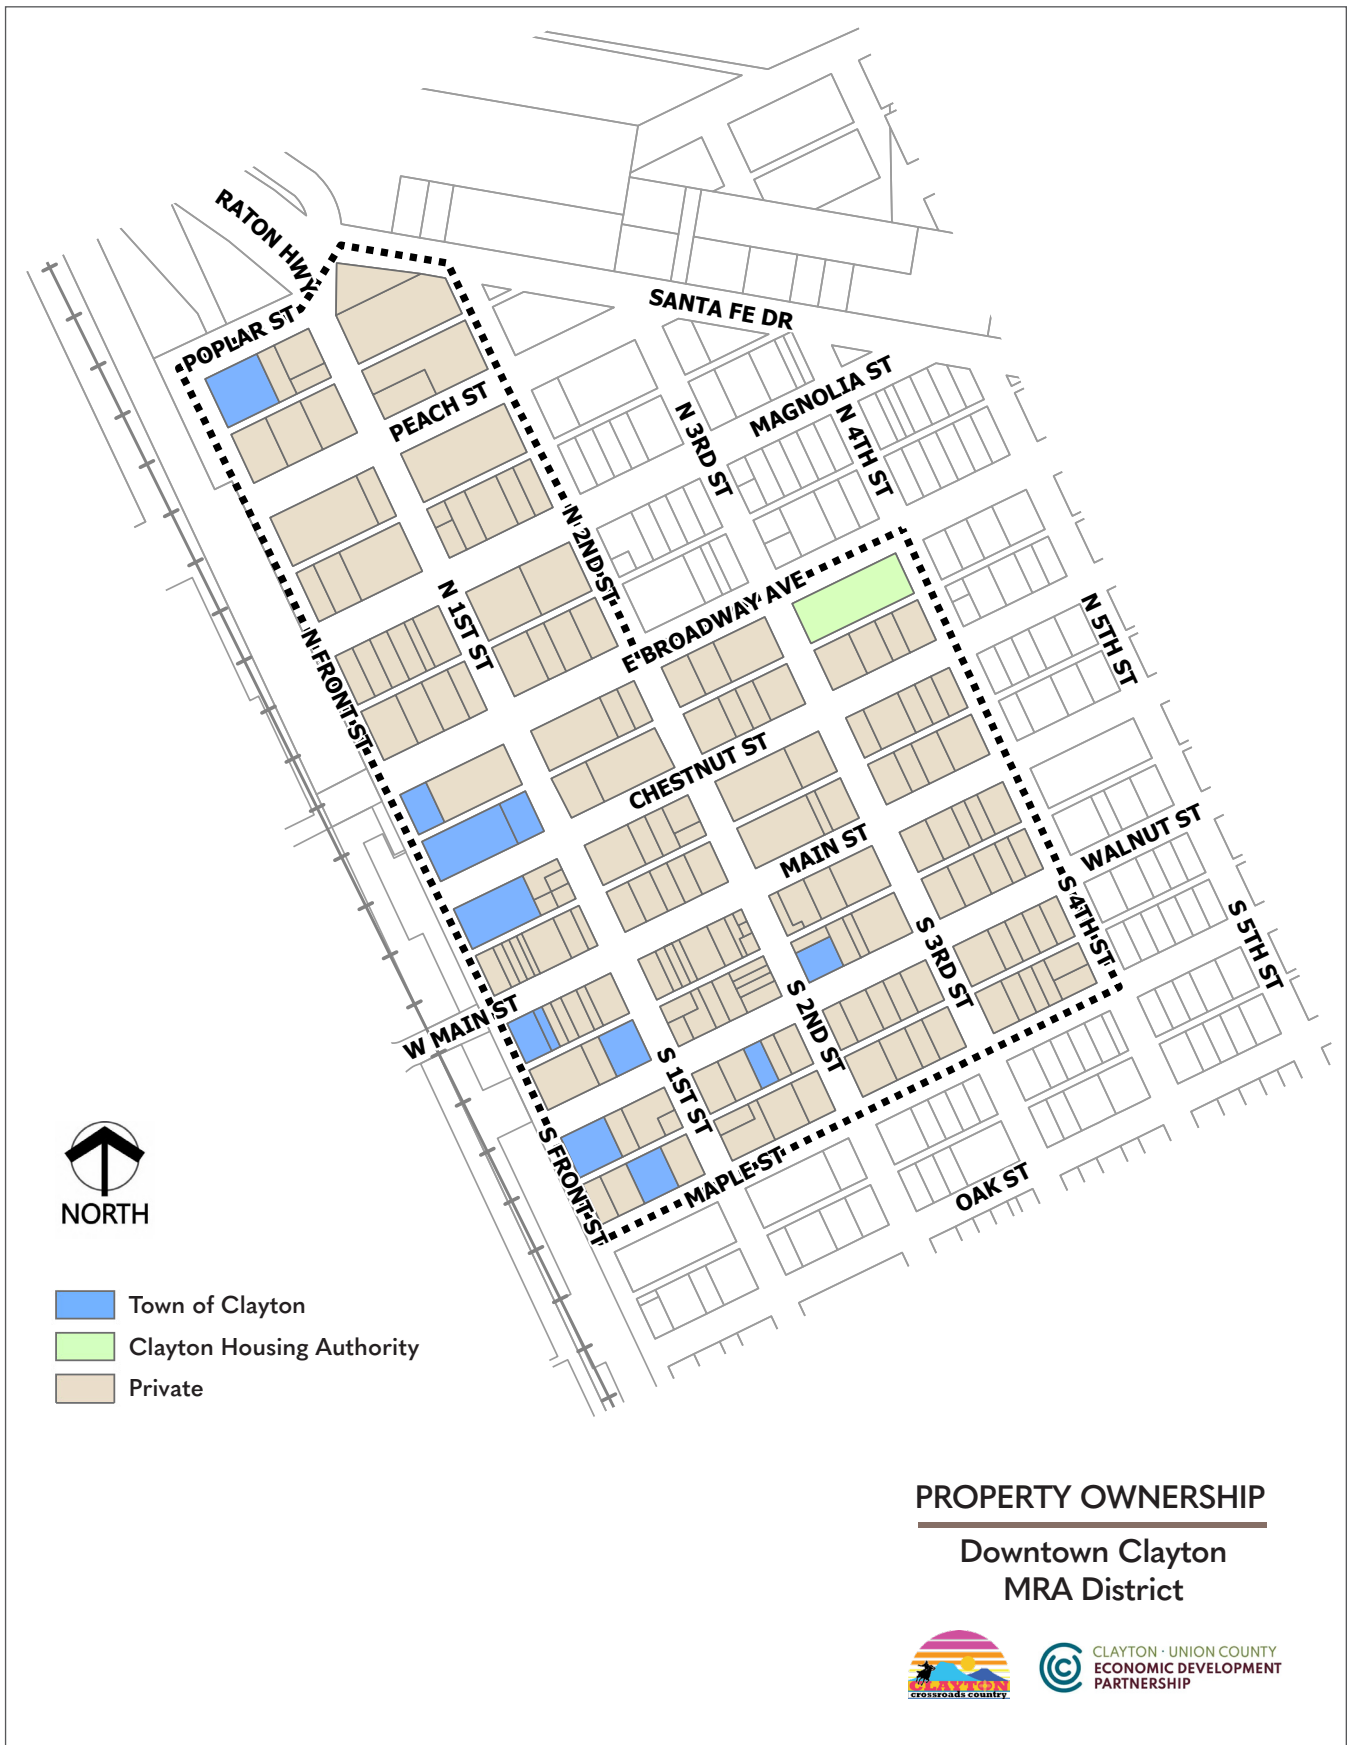 RATON HWY
POPLAR ST
SANTA FE DR
PEACH ST
MAGNOLIA ST
N 3RD ST
N 4TH ST
N 2ND ST
N 1ST ST
E BROADWAY AVE
N FRONT ST
N 5TH ST
CHESTNUT ST
MAIN ST
WALNUT ST
S 4TH ST
S 3RD ST
S 5TH ST
W MAIN ST
S 2ND ST
S 1ST ST
S FRONT ST
MAPLE ST
OAK ST
NORTH
Town of Clayton
Clayton Housing Authority
Private
PROPERTY OWNERSHIP
Downtown Clayton
MRA District
CLAYTON
crossroads country
CLAYTON · UNION COUNTY
ECONOMIC DEVELOPMENT
PARTNERSHIP